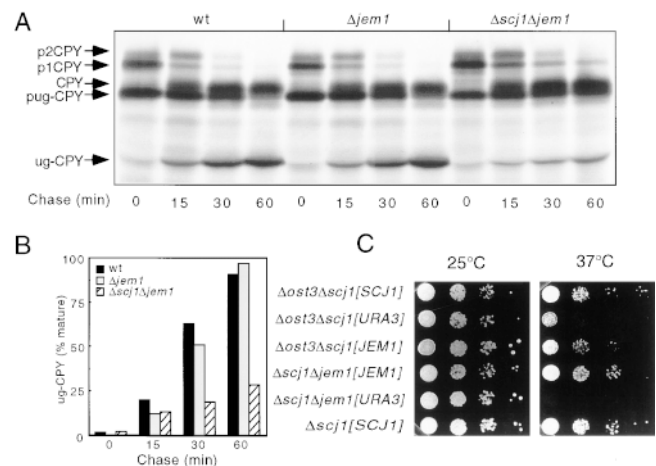 A
wt
Δjem1
Δscj1Δjem1
p2CPY
p1CPY
CPY
pug-CPY
ug-CPY
Chase (min)
0 15 30 60 0 15 30 60 0 15 30 60
B
ug-CPY (% mature)
100
75
50
25
0
wt
Δjem1
Δscj1Δjem1
0 15 30 60
Chase (min)
C
25°C 37°C
Δost3Δscj1[SCJ1]
Δost3Δscj1[URA3]
Δost3Δscj1[JEM1]
Δscj1Δjem1[JEM1]
Δscj1Δjem1[URA3]
Δscj1[SCJ1]